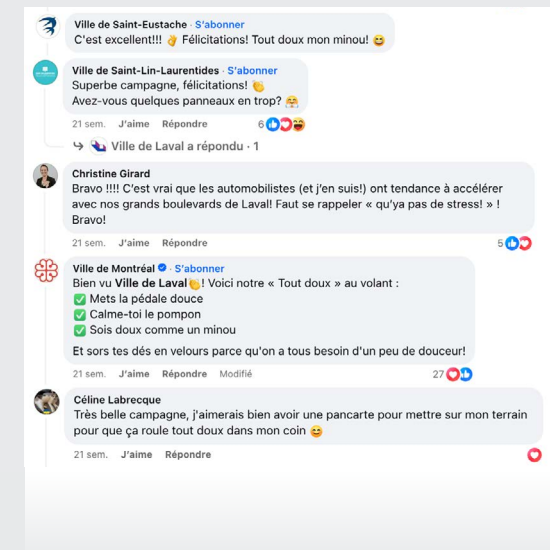 Ville de Saint-Eustache · S'abonner
C'est excellent!!! 👌 Félicitations! Tout doux mon minou! 😄
Ville de Saint-Lin-Laurentides · S'abonner
Superbe campagne, félicitations! 👏
Avez-vous quelques panneaux en trop? 🤗
21 sem. J'aime Répondre 6
Ville de Laval a répondu · 1
Christine Girard
Bravo !!!! C'est vrai que les automobilistes (et j'en suis!) ont tendance à accélérer
avec nos grands boulevards de Laval! Faut se rappeler « qu'ya pas de stress! » !
Bravo!
21 sem. J'aime Répondre 5
Ville de Montréal · S'abonner
Bien vu Ville de Laval👏! Voici notre « Tout doux » au volant :
✅ Mets la pédale douce
✅ Calme-toi le pompon
✅ Sois doux comme un minou
Et sors tes dés en velours parce qu'on a tous besoin d'un peu de douceur!
21 sem. J'aime Répondre Modifié 27
Céline Labrecque
Très belle campagne, j'aimerais bien avoir une pancarte pour mettre sur mon terrain
pour que ça roule tout doux dans mon coin 😄
21 sem. J'aime Répondre